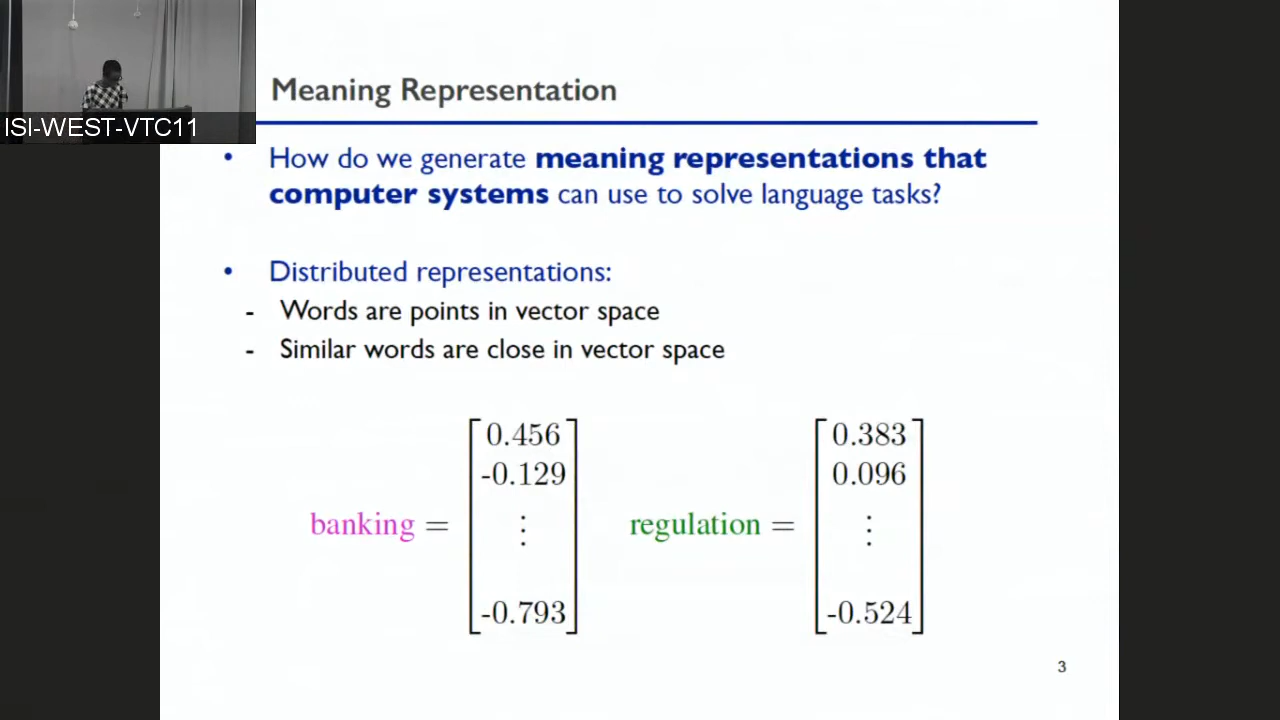 ISI-WEST-VTC11
Meaning Representation
• How do we generate meaning representations that
computer systems can use to solve language tasks?
• Distributed representations:
- Words are points in vector space
- Similar words are close in vector space
banking = [0.456
-0.129
⋮
-0.793]
regulation = [0.383
0.096
⋮
-0.524]
3